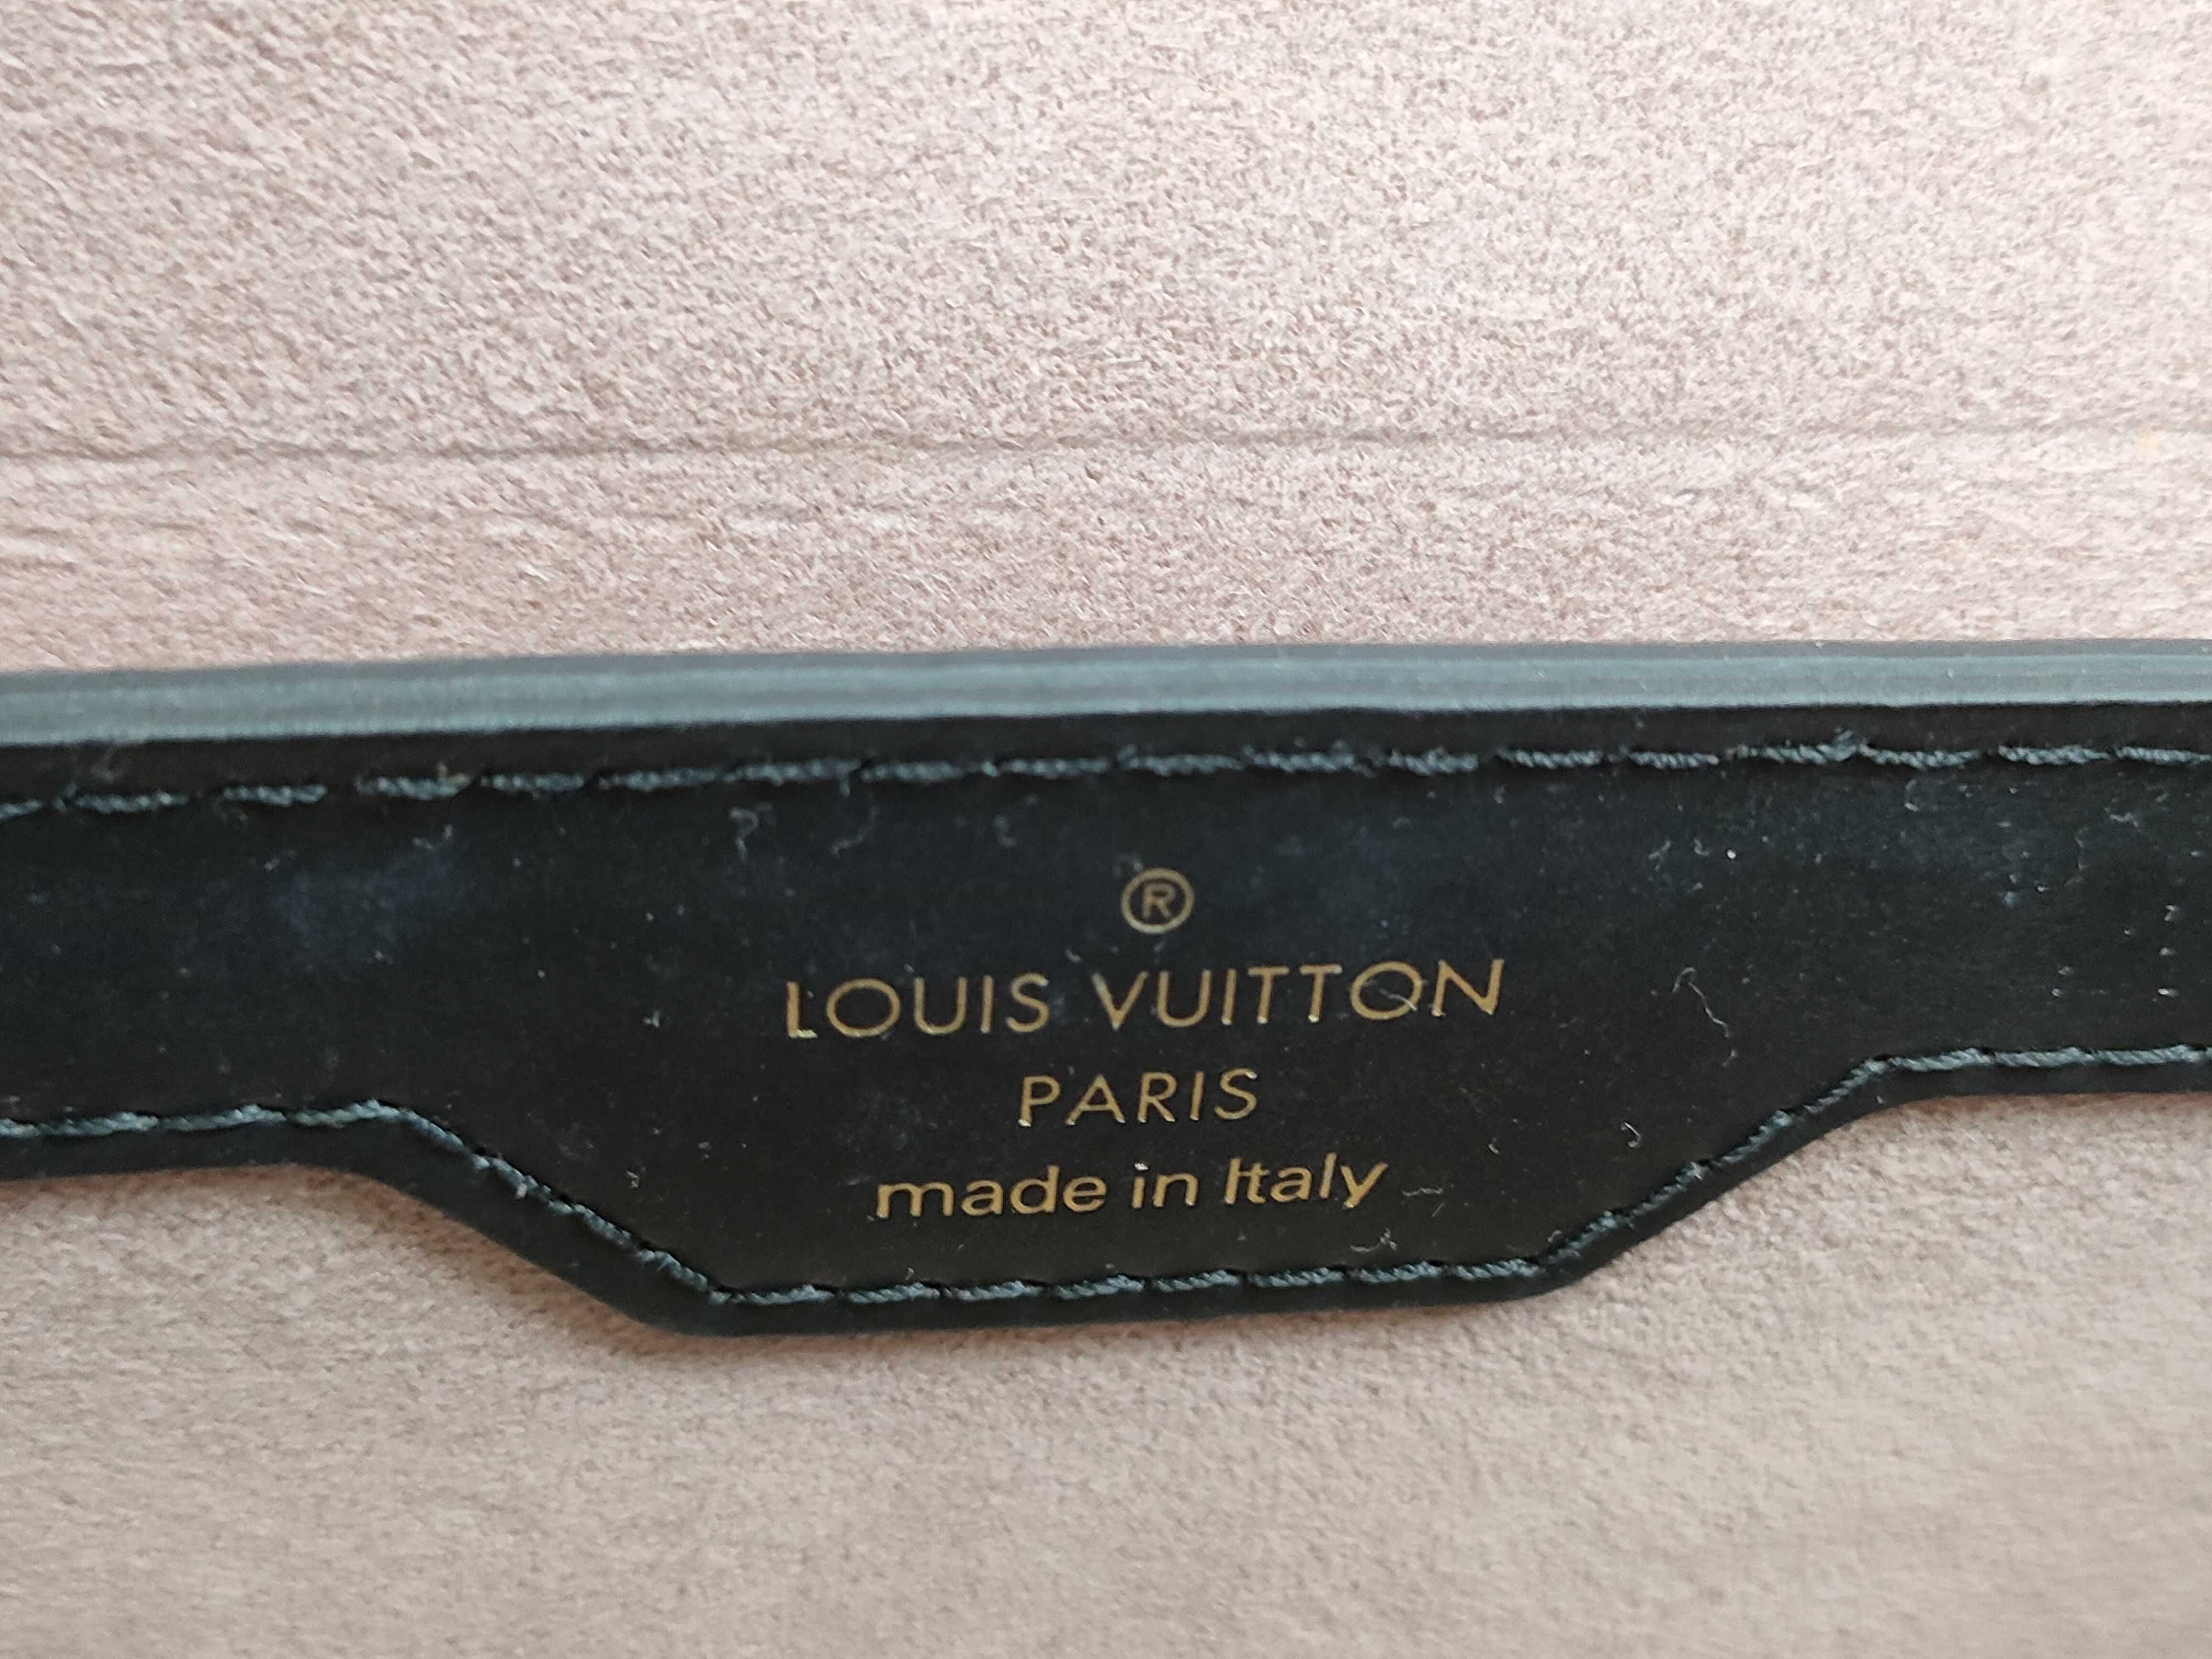 ®
LOUIS VUITTON
PARIS
made in Italy